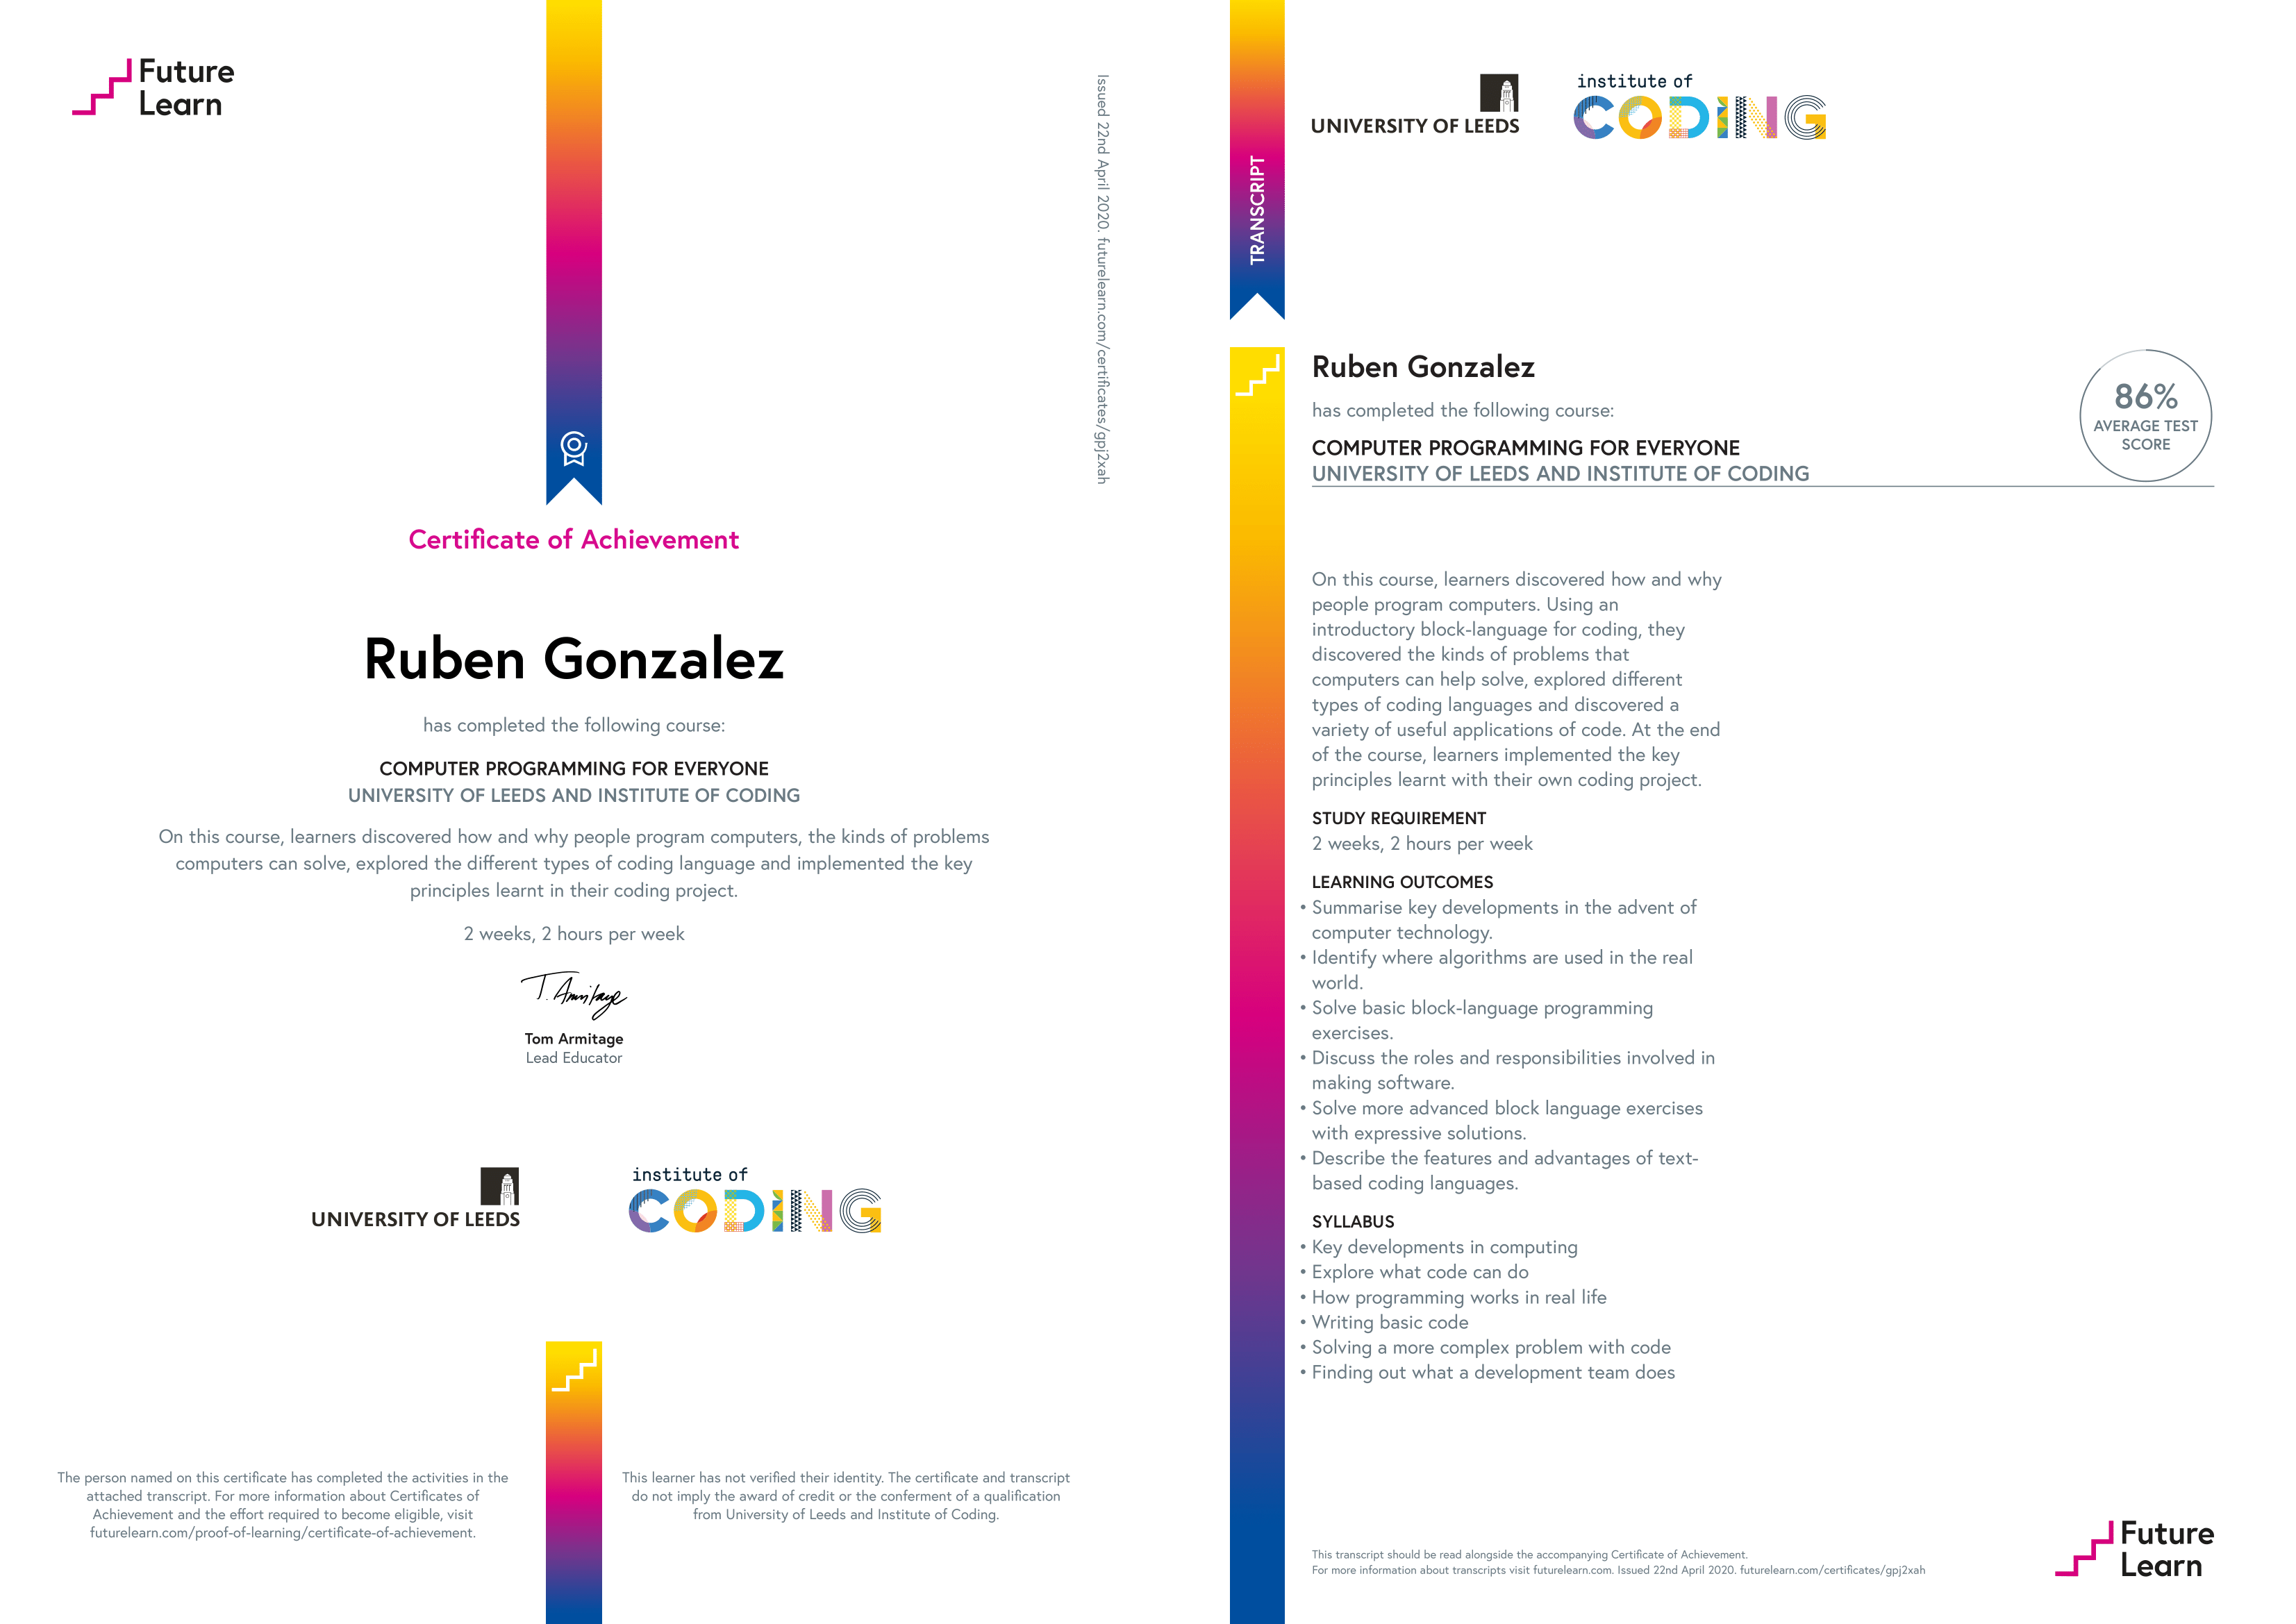 Future
Learn
Issued 22nd April 2020. futurelearn.com/certificates/gpj2xah
Certificate of Achievement
Ruben Gonzalez
has completed the following course:
COMPUTER PROGRAMMING FOR EVERYONE
UNIVERSITY OF LEEDS AND INSTITUTE OF CODING
On this course, learners discovered how and why people program computers, the kinds of problems
computers can solve, explored the different types of coding language and implemented the key
principles learnt in their coding project.
2 weeks, 2 hours per week
T. Armitage
Tom Armitage
Lead Educator
UNIVERSITY OF LEEDS
institute of
CODING
The person named on this certificate has completed the activities in the
attached transcript. For more information about Certificates of
Achievement and the effort required to become eligible, visit
futurelearn.com/proof-of-learning/certificate-of-achievement.
This learner has not verified their identity. The certificate and transcript
do not imply the award of credit or the conferment of a qualification
from University of Leeds and Institute of Coding.
TRANSCRIPT
UNIVERSITY OF LEEDS
institute of
CODING
Ruben Gonzalez
has completed the following course:
COMPUTER PROGRAMMING FOR EVERYONE
UNIVERSITY OF LEEDS AND INSTITUTE OF CODING
86%
AVERAGE TEST
SCORE
On this course, learners discovered how and why
people program computers. Using an
introductory block-language for coding, they
discovered the kinds of problems that
computers can help solve, explored different
types of coding languages and discovered a
variety of useful applications of code. At the end
of the course, learners implemented the key
principles learnt with their own coding project.
STUDY REQUIREMENT
2 weeks, 2 hours per week
LEARNING OUTCOMES
• Summarise key developments in the advent of
computer technology.
• Identify where algorithms are used in the real
world.
• Solve basic block-language programming
exercises.
• Discuss the roles and responsibilities involved in
making software.
• Solve more advanced block language exercises
with expressive solutions.
• Describe the features and advantages of text-
based coding languages.
SYLLABUS
• Key developments in computing
• Explore what code can do
• How programming works in real life
• Writing basic code
• Solving a more complex problem with code
• Finding out what a development team does
This transcript should be read alongside the accompanying Certificate of Achievement.
For more information about transcripts visit futurelearn.com. Issued 22nd April 2020. futurelearn.com/certificates/gpj2xah
Future
Learn